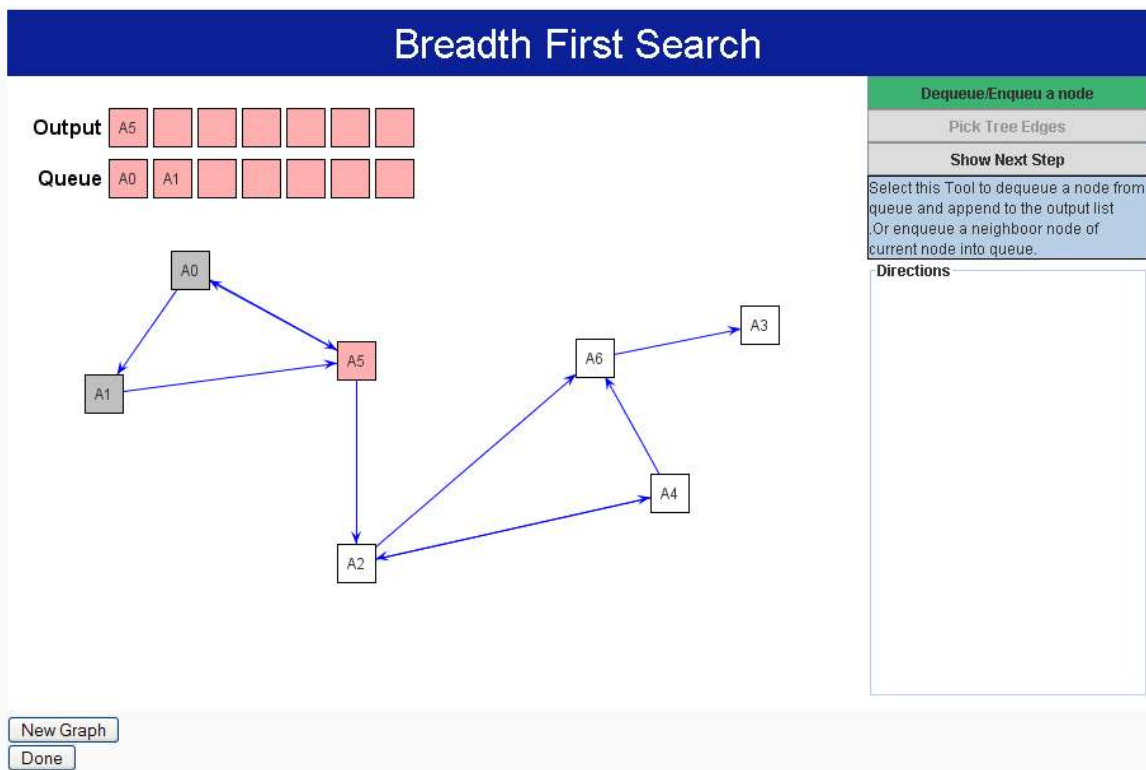 Breadth First Search
Output A5
Queue A0 A1
Dequeue/Enqueu a node
Pick Tree Edges
Show Next Step
Select this Tool to dequeue a node from
queue and append to the output list
.Or enqueue a neighboor node of
current node into queue.
Directions
A0
A3
A5
A6
A1
A4
A2
New Graph
Done